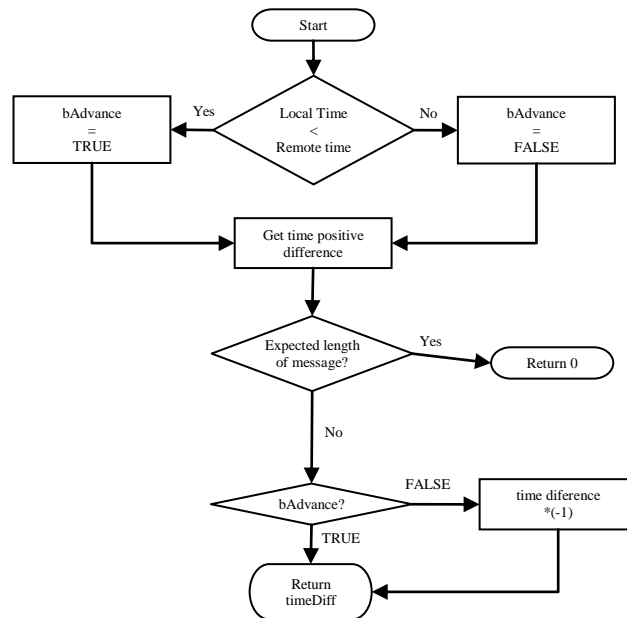 Start
Yes
Local Time
<
Remote time
No
bAdvance
=
TRUE
bAdvance
=
FALSE
Get time positive
difference
Expected length
of message?
Yes
Return 0
No
bAdvance?
FALSE
time diference
*(-1)
TRUE
Return
timeDiff